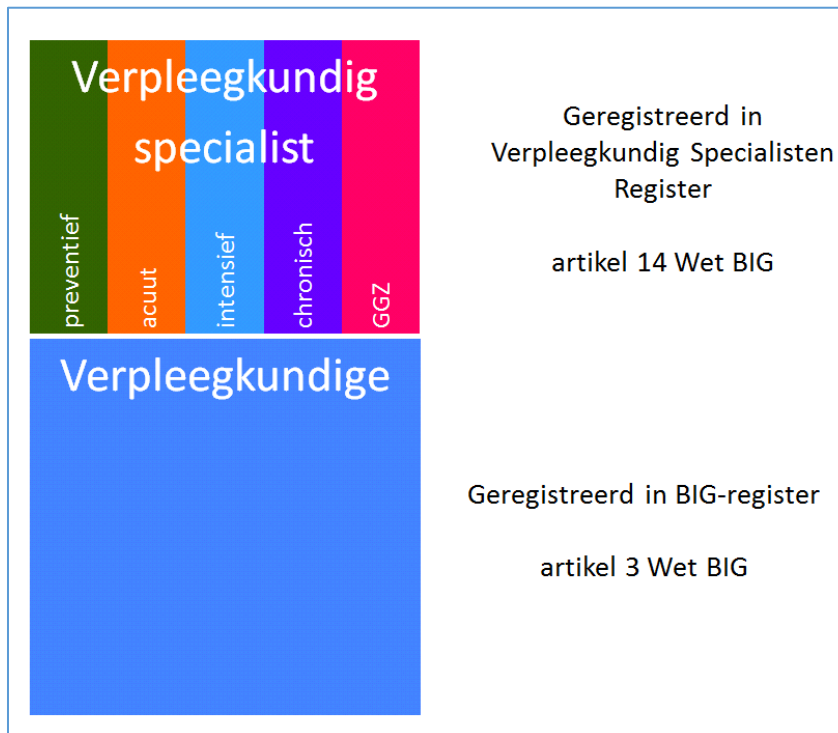 Verpleegkundig
specialist
preventief
acuut
intensief
chronisch
GGZ
Geregistreerd in
Verpleegkundig Specialisten
Register
artikel 14 Wet BIG
Verpleegkundige
Geregistreerd in BIG-register
artikel 3 Wet BIG